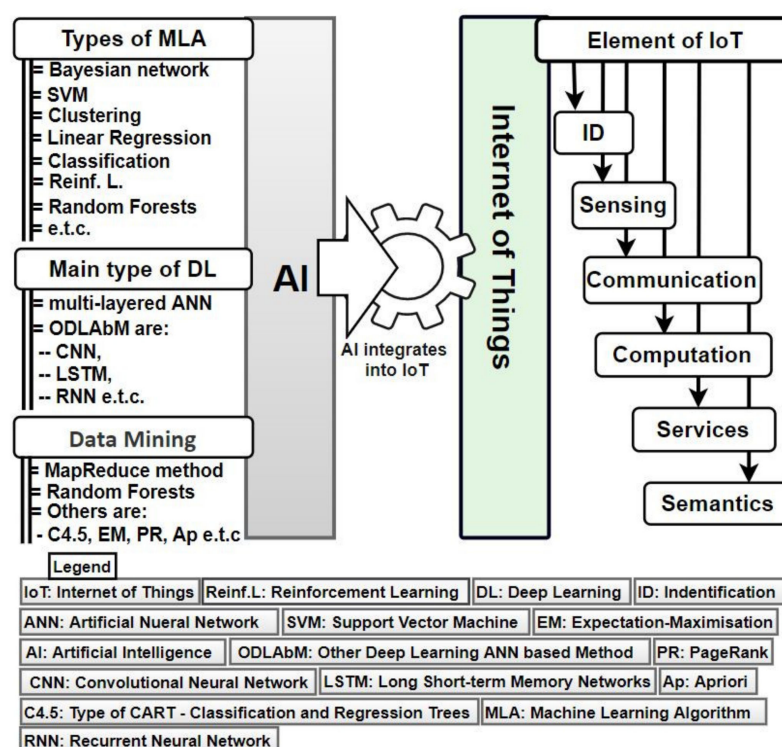 Types of MLA
= Bayesian network
= SVM
= Clustering
= Linear Regression
= Classification
= Reinf. L.
= Random Forests
= e.t.c.
Main type of DL
= multi-layered ANN
= ODLAbM are:
-- CNN,
-- LSTM,
-- RNN e.t.c.
Data Mining
= MapReduce method
= Random Forests
= Others are:
- C4.5, EM, PR, Ap e.t.c
AI
AI integrates
into IoT
Internet of Things
Element of IoT
ID
Sensing
Communication
Computation
Services
Semantics
Legend
IoT: Internet of Things
Reinf.L: Reinforcement Learning
DL: Deep Learning
ID: Indentification
ANN: Artificial Nueral Network
SVM: Support Vector Machine
EM: Expectation-Maximisation
AI: Artificial Intelligence
ODLAbM: Other Deep Learning ANN based Method
PR: PageRank
CNN: Convolutional Neural Network
LSTM: Long Short-term Memory Networks
Ap: Apriori
C4.5: Type of CART - Classification and Regression Trees
MLA: Machine Learning Algorithm
RNN: Recurrent Neural Network